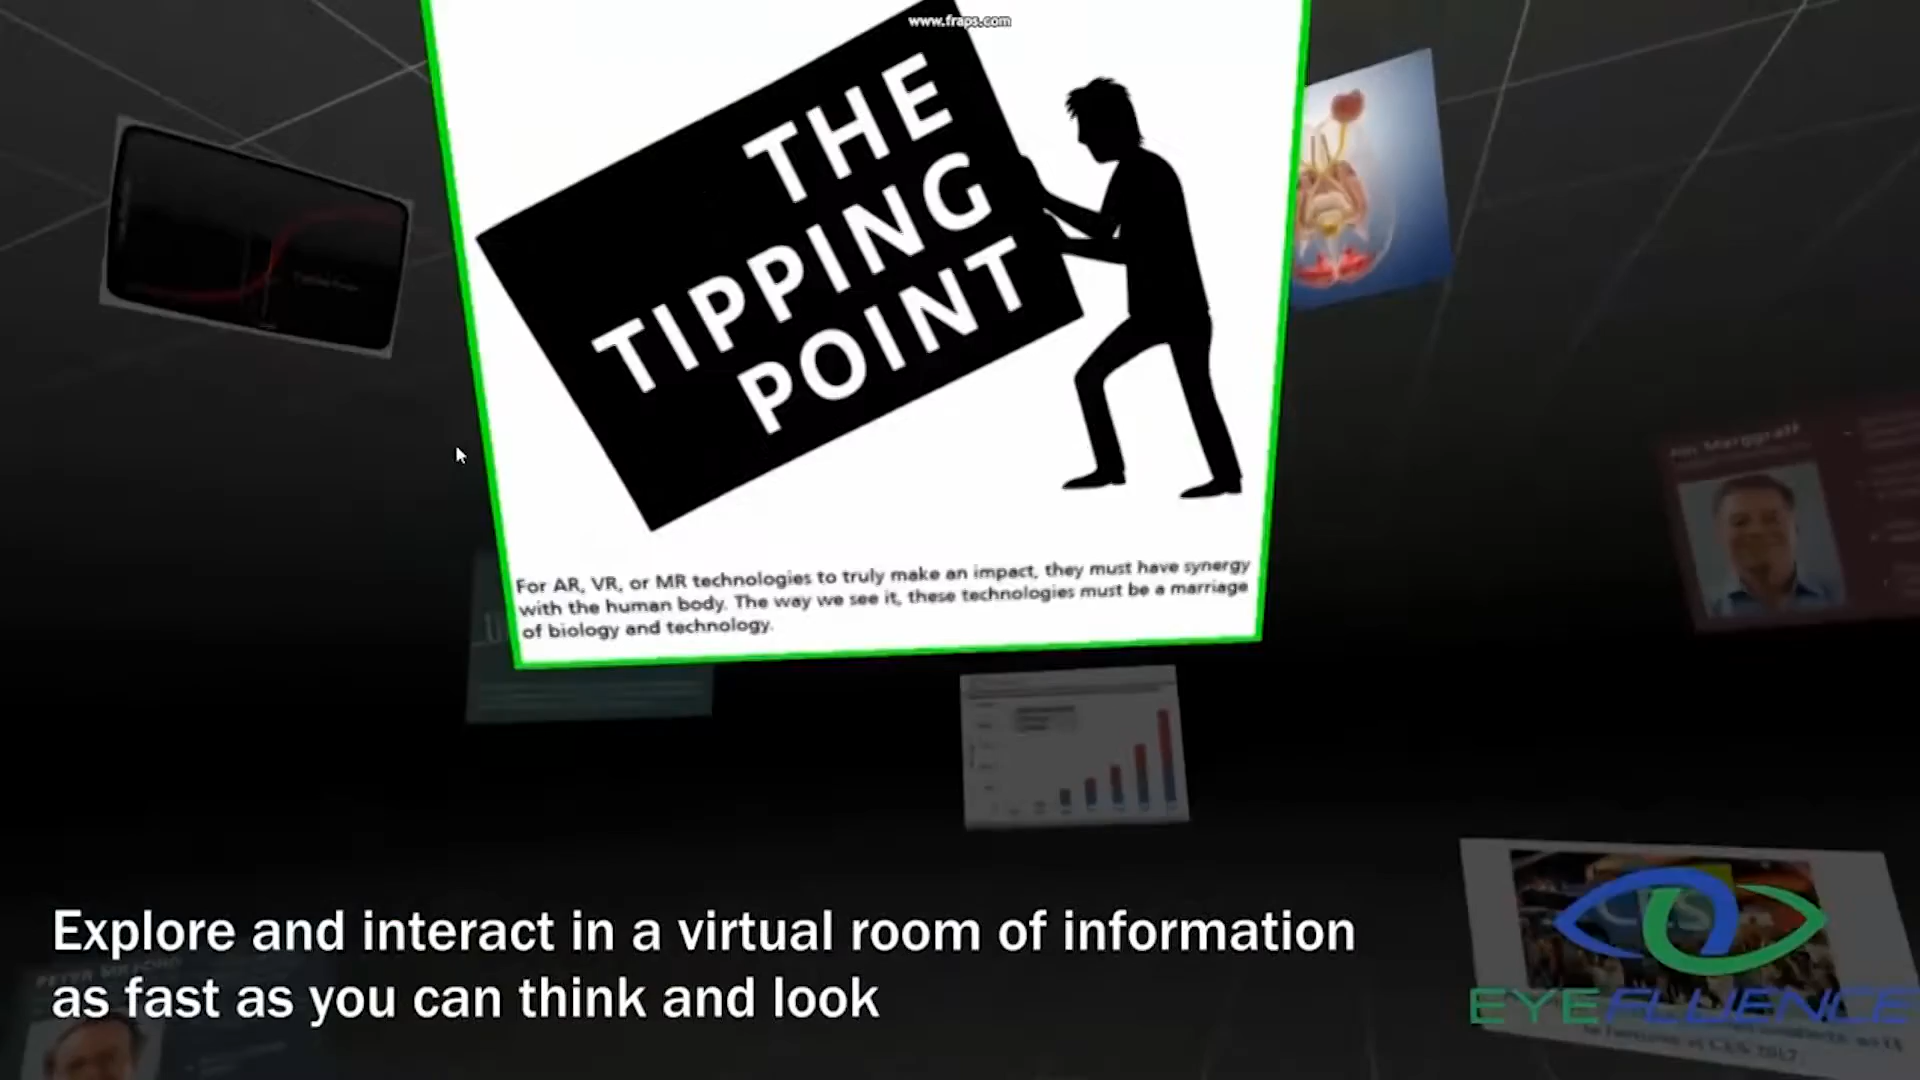 www.fraps.com
THE
TIPPING
POINT
For AR, VR, or MR technologies to truly make an impact, they must have synergy
with the human body. The way we see it, these technologies must be a marriage
of biology and technology.
Jim Marggraff
Explore and interact in a virtual room of information
as fast as you can think and look
EYEFLUENCE